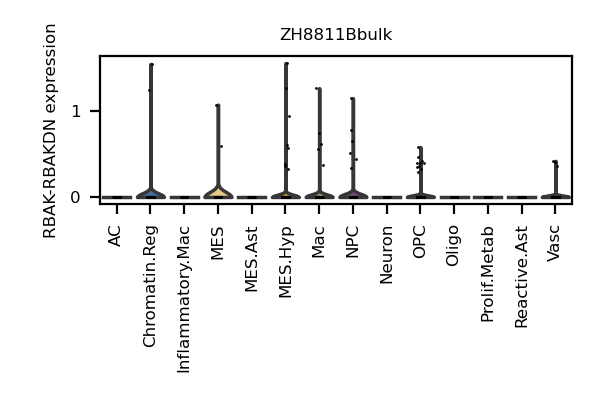 ZH8811Bbulk
RBAK-RBAKDN expression
1
0
AC
Chromatin.Reg
Inflammatory.Mac
MES
MES.Ast
MES.Hyp
Mac
NPC
Neuron
OPC
Oligo
Prolif.Metab
Reactive.Ast
Vasc